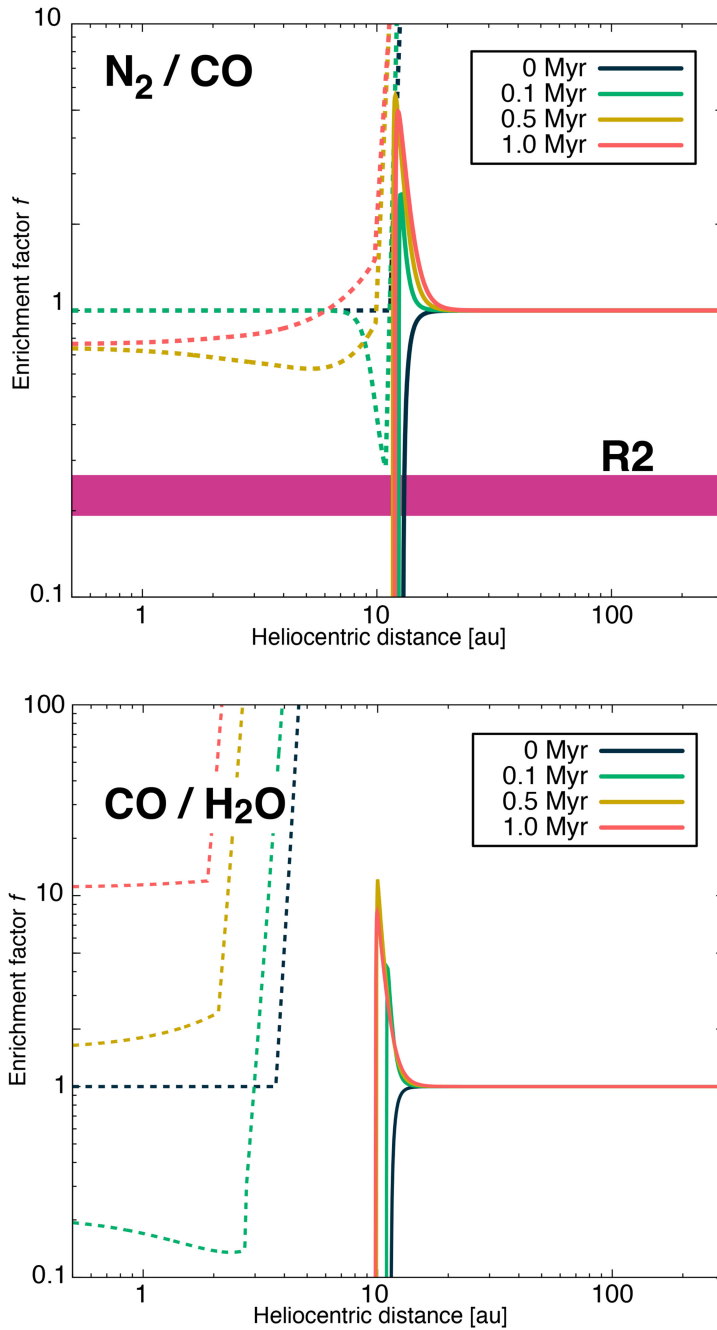 10
N2 / CO
0 Myr
0.1 Myr
0.5 Myr
1.0 Myr
Enrichment factor f
1
R2
0.1
1
10
100
Heliocentric distance [au]
100
0 Myr
0.1 Myr
0.5 Myr
1.0 Myr
CO / H2O
10
Enrichment factor f
1
0.1
1
10
100
Heliocentric distance [au]